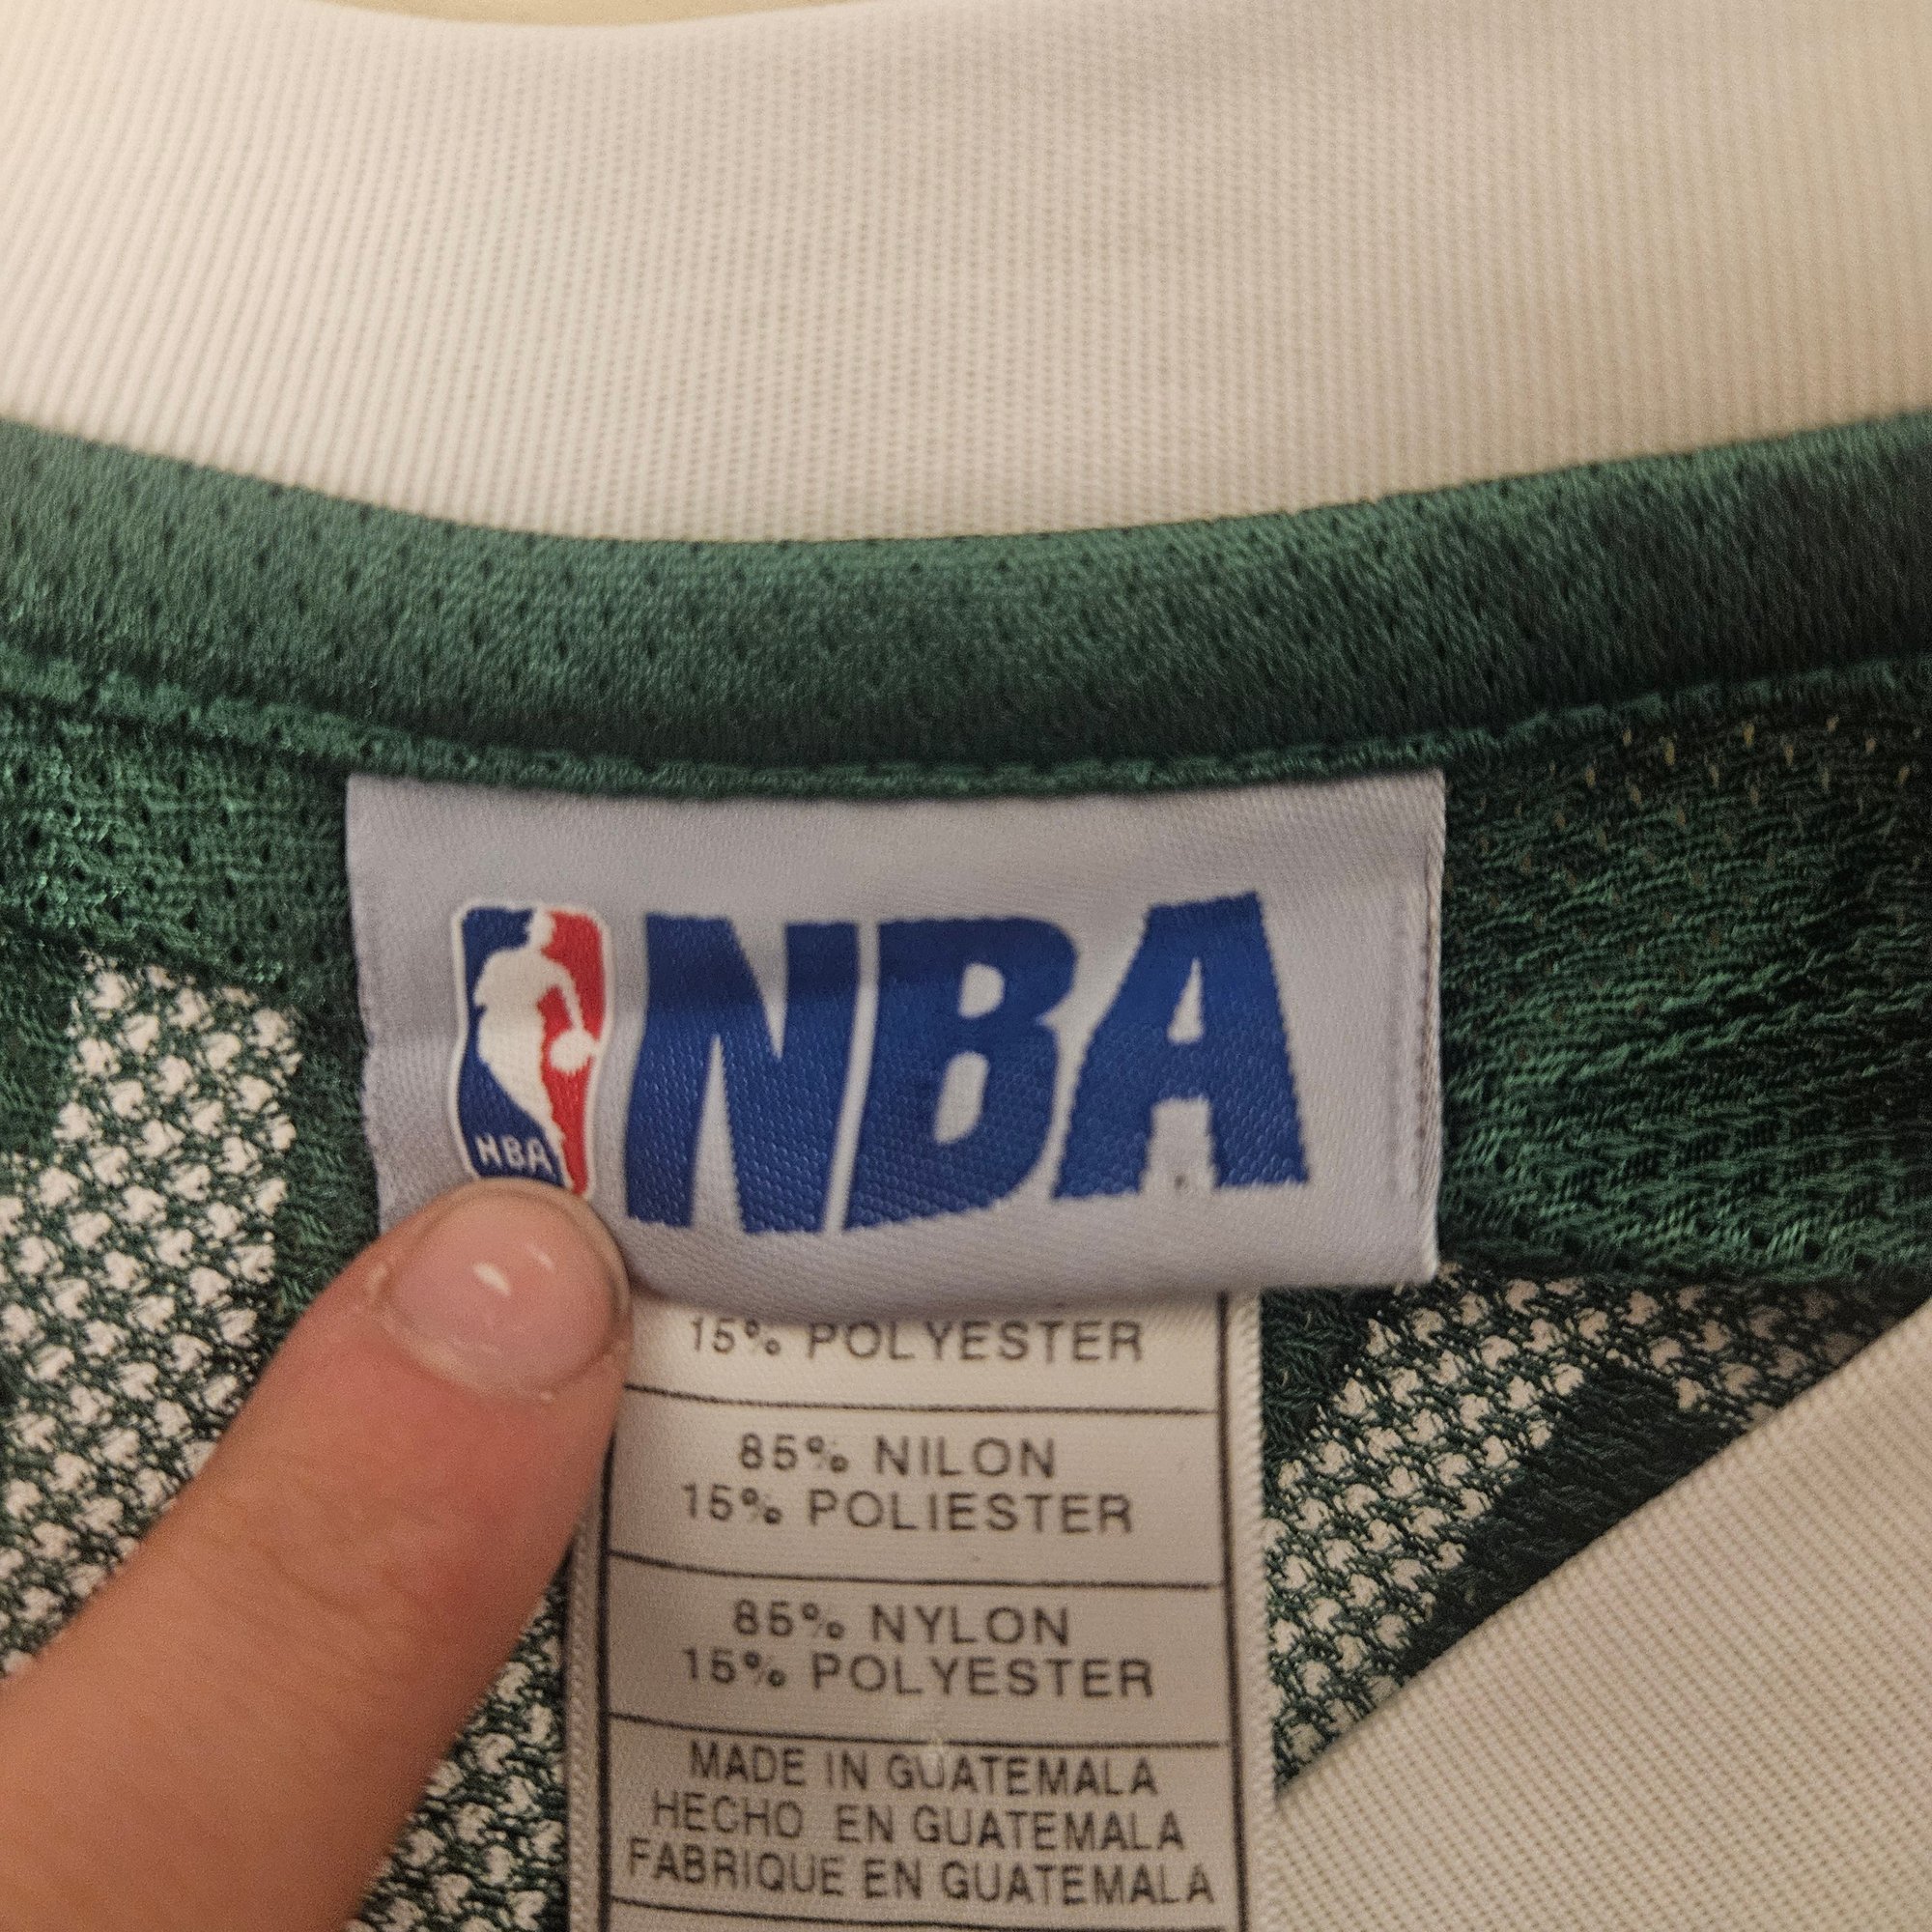 NBA
NBA
15% POLYESTER
85% NILON
15% POLIESTER
85% NYLON
15% POLYESTER
MADE IN GUATEMALA
HECHO EN GUATEMALA
FABRIQUE EN GUATEMALA